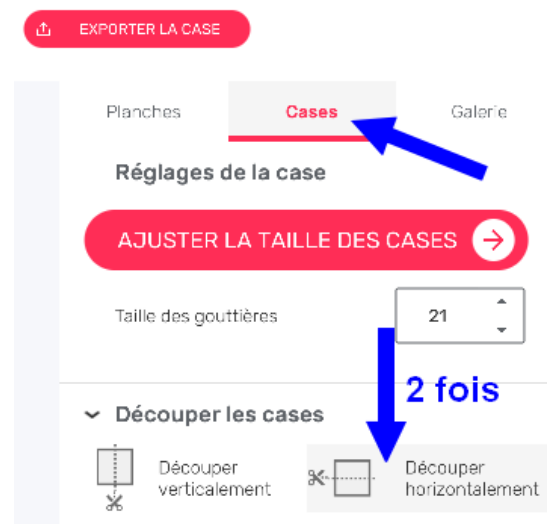 EXPORTER LA CASE
Planches Cases Galerie
Réglages de la case
AJUSTER LA TAILLE DES CASES
Taille des gouttières 21
2 fois
Découper les cases
Découper verticalement
Découper horizontalement